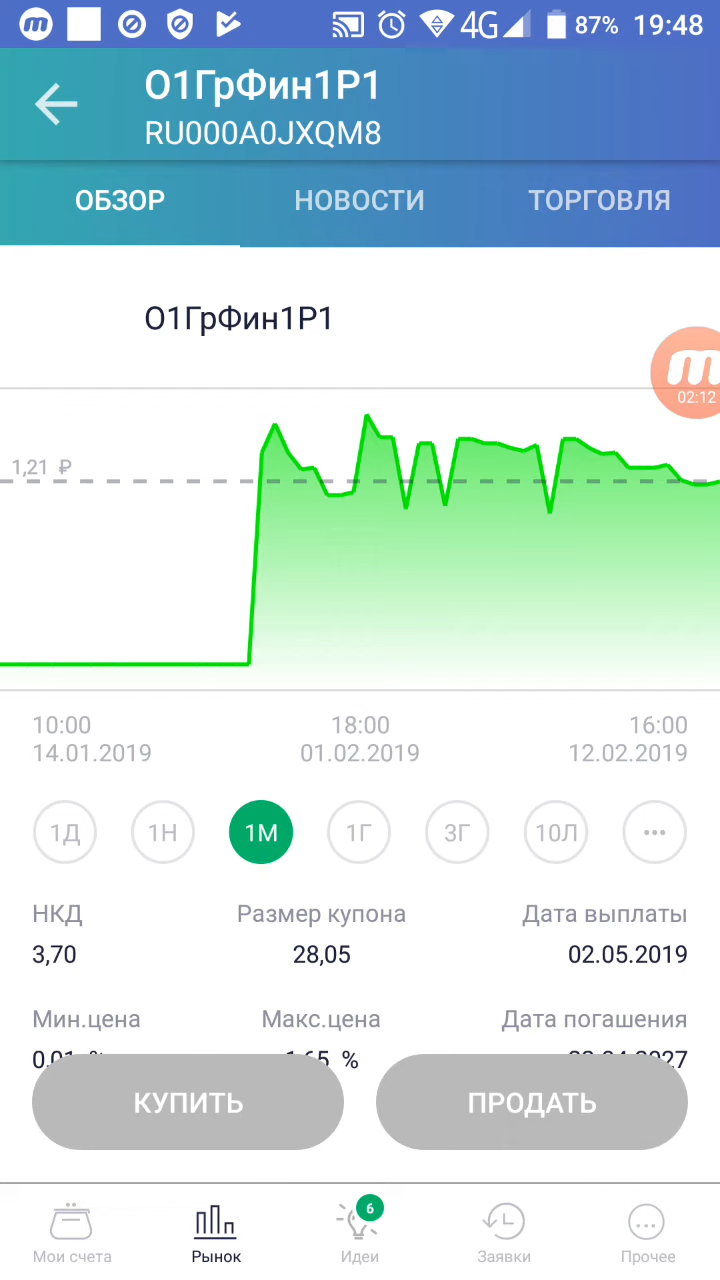 87% 19:48
4G
О1ГрФин1Р1
RU000A0JXQM8
ОБЗОР НОВОСТИ ТОРГОВЛЯ
О1ГрФин1Р1
02:12
1,21 ₽
10:00 18:00 16:00
14.01.2019 01.02.2019 12.02.2019
1Д 1Н 1М 1Г 3Г 10Л
НКД Размер купона Дата выплаты
3,70 28,05 02.05.2019
Мин.цена Макс.цена Дата погашения
КУПИТЬ ПРОДАТЬ
6
Мои счета Рынок Идеи Заявки Прочее